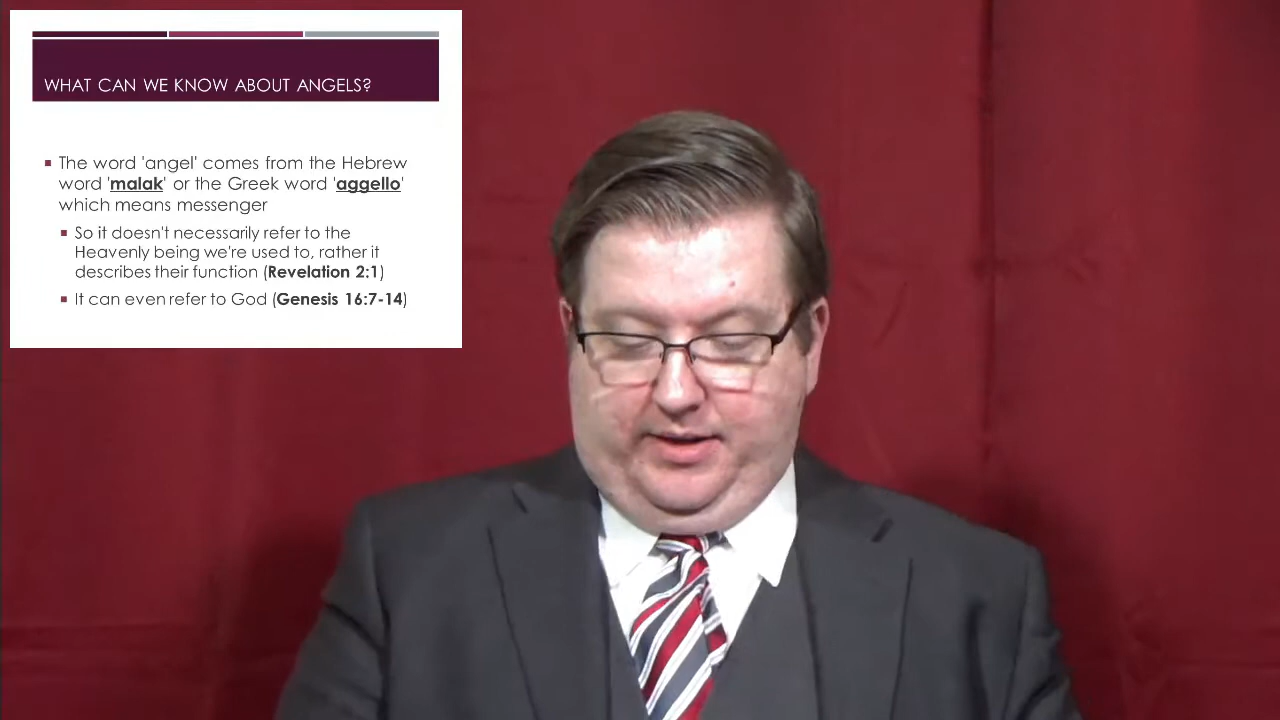 WHAT CAN WE KNOW ABOUT ANGELS?
▪ The word 'angel' comes from the Hebrew
word 'malak' or the Greek word 'aggello'
which means messenger
▪ So it doesn't necessarily refer to the
Heavenly being we're used to, rather it
describes their function (Revelation 2:1)
▪ It can even refer to God (Genesis 16:7-14)